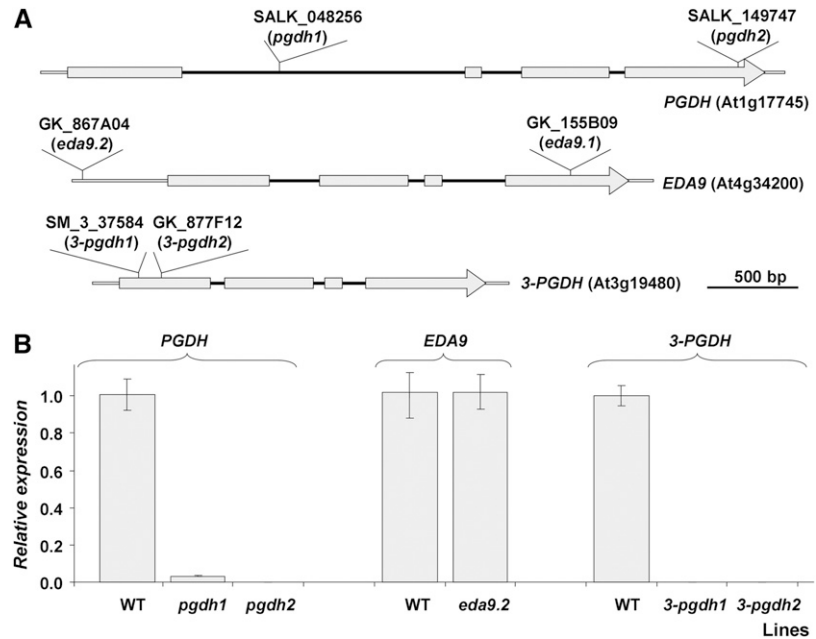 A
SALK_048256
(pgdh1)
SALK_149747
(pgdh2)
PGDH (At1g17745)
GK_867A04
(eda9.2)
GK_155B09
(eda9.1)
EDA9 (At4g34200)
SM_3_37584
(3-pgdh1)
GK_877F12
(3-pgdh2)
3-PGDH (At3g19480)
500 bp
B
PGDH
EDA9
3-PGDH
Relative expression
1.0
0.8
0.6
0.4
0.2
0.0
WT pgdh1 pgdh2 WT eda9.2 WT 3-pgdh1 3-pgdh2
Lines